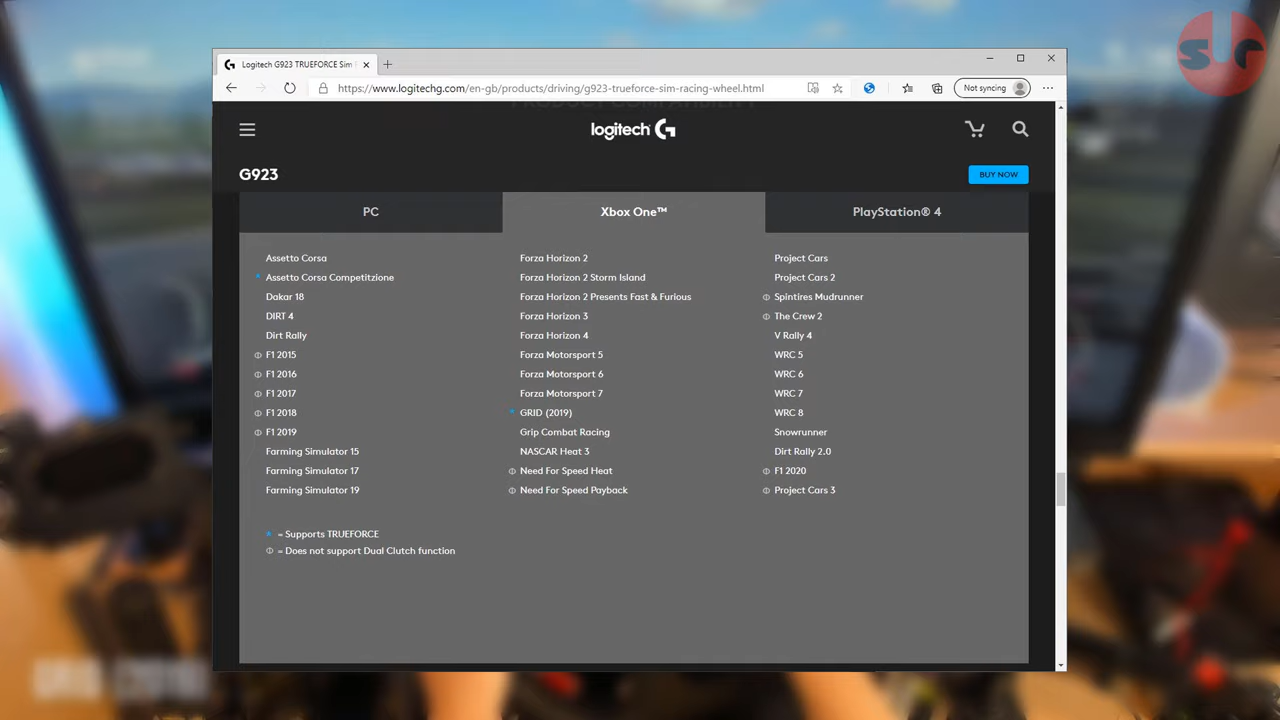 SUR
Logitech G923 TRUEFORCE Sim
https://www.logitechg.com/en-gb/products/driving/g923-trueforce-sim-racing-wheel.html
Not syncing
PRODUCT COMPATIBILITY
logitech G
G923
BUY NOW
PC
Xbox One™
PlayStation® 4
Assetto Corsa
* Assetto Corsa Competitzione
Dakar 18
DIRT 4
Dirt Rally
F1 2015
F1 2016
F1 2017
F1 2018
F1 2019
Farming Simulator 15
Farming Simulator 17
Farming Simulator 19
Forza Horizon 2
Forza Horizon 2 Storm Island
Forza Horizon 2 Presents Fast & Furious
Forza Horizon 3
Forza Horizon 4
Forza Motorsport 5
Forza Motorsport 6
Forza Motorsport 7
* GRID (2019)
Grip Combat Racing
NASCAR Heat 3
Need For Speed Heat
Need For Speed Payback
Project Cars
Project Cars 2
Spintires Mudrunner
The Crew 2
V Rally 4
WRC 5
WRC 6
WRC 7
WRC 8
Snowrunner
Dirt Rally 2.0
F1 2020
Project Cars 3
* = Supports TRUEFORCE
= Does not support Dual Clutch function
GRID (2019)